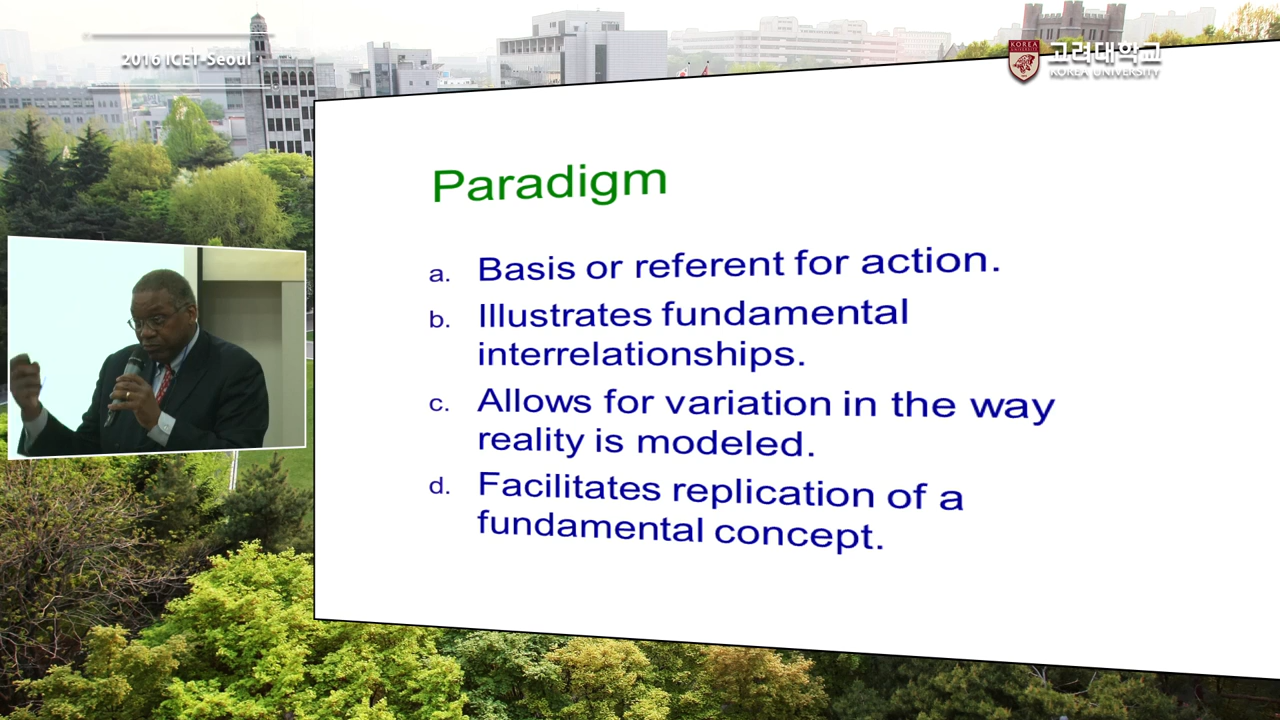 2016 ICET-Seoul
KOREA
고려대학교
KOREA UNIVERSITY
Paradigm
a. Basis or referent for action.
b. Illustrates fundamental
interrelationships.
c. Allows for variation in the way
reality is modeled.
d. Facilitates replication of a
fundamental concept.